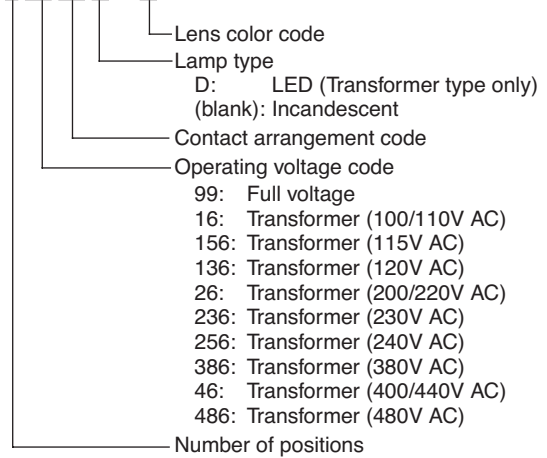 Lens color code
Lamp type
D: LED (Transformer type only)
(blank): Incandescent
Contact arrangement code
Operating voltage code
99: Full voltage
16: Transformer (100/110V AC)
156: Transformer (115V AC)
136: Transformer (120V AC)
26: Transformer (200/220V AC)
236: Transformer (230V AC)
256: Transformer (240V AC)
386: Transformer (380V AC)
46: Transformer (400/440V AC)
486: Transformer (480V AC)
Number of positions